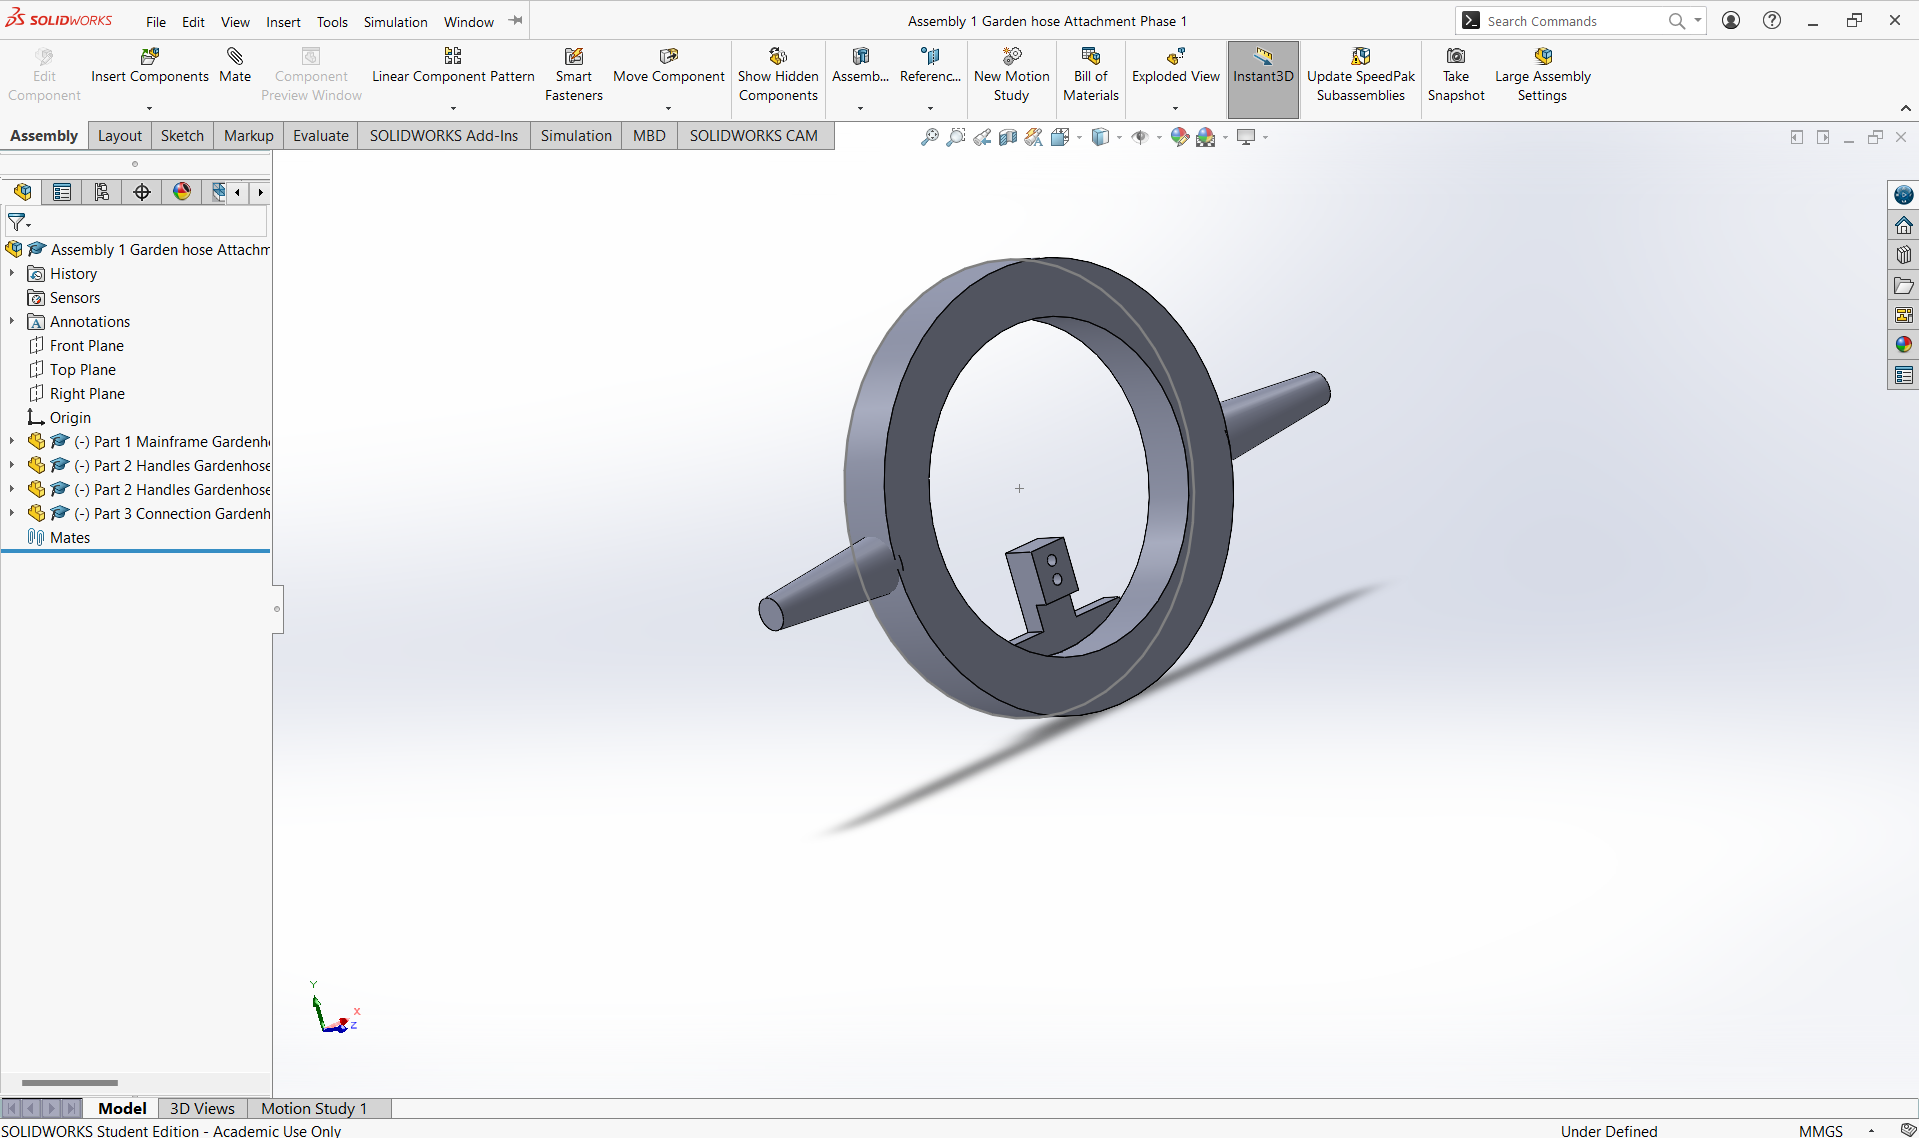 SOLIDWORKS
File Edit View Insert Tools Simulation Window
Assembly 1 Garden hose Attachment Phase 1
Search Commands
Edit Component
Insert Components
Mate
Component Preview Window
Linear Component Pattern
Smart Fasteners
Move Component
Show Hidden Components
Assemb...
Referenc...
New Motion Study
Bill of Materials
Exploded View
Instant3D
Update SpeedPak Subassemblies
Take Snapshot
Large Assembly Settings
Assembly Layout Sketch Markup Evaluate SOLIDWORKS Add-Ins Simulation MBD SOLIDWORKS CAM
Assembly 1 Garden hose Attachm
History
Sensors
Annotations
Front Plane
Top Plane
Right Plane
Origin
(-) Part 1 Mainframe Gardenh
(-) Part 2 Handles Gardenhose
(-) Part 2 Handles Gardenhose
(-) Part 3 Connection Gardenh
Mates
Y
X
Z
Model 3D Views Motion Study 1
SOLIDWORKS Student Edition - Academic Use Only
Under Defined
MMGS